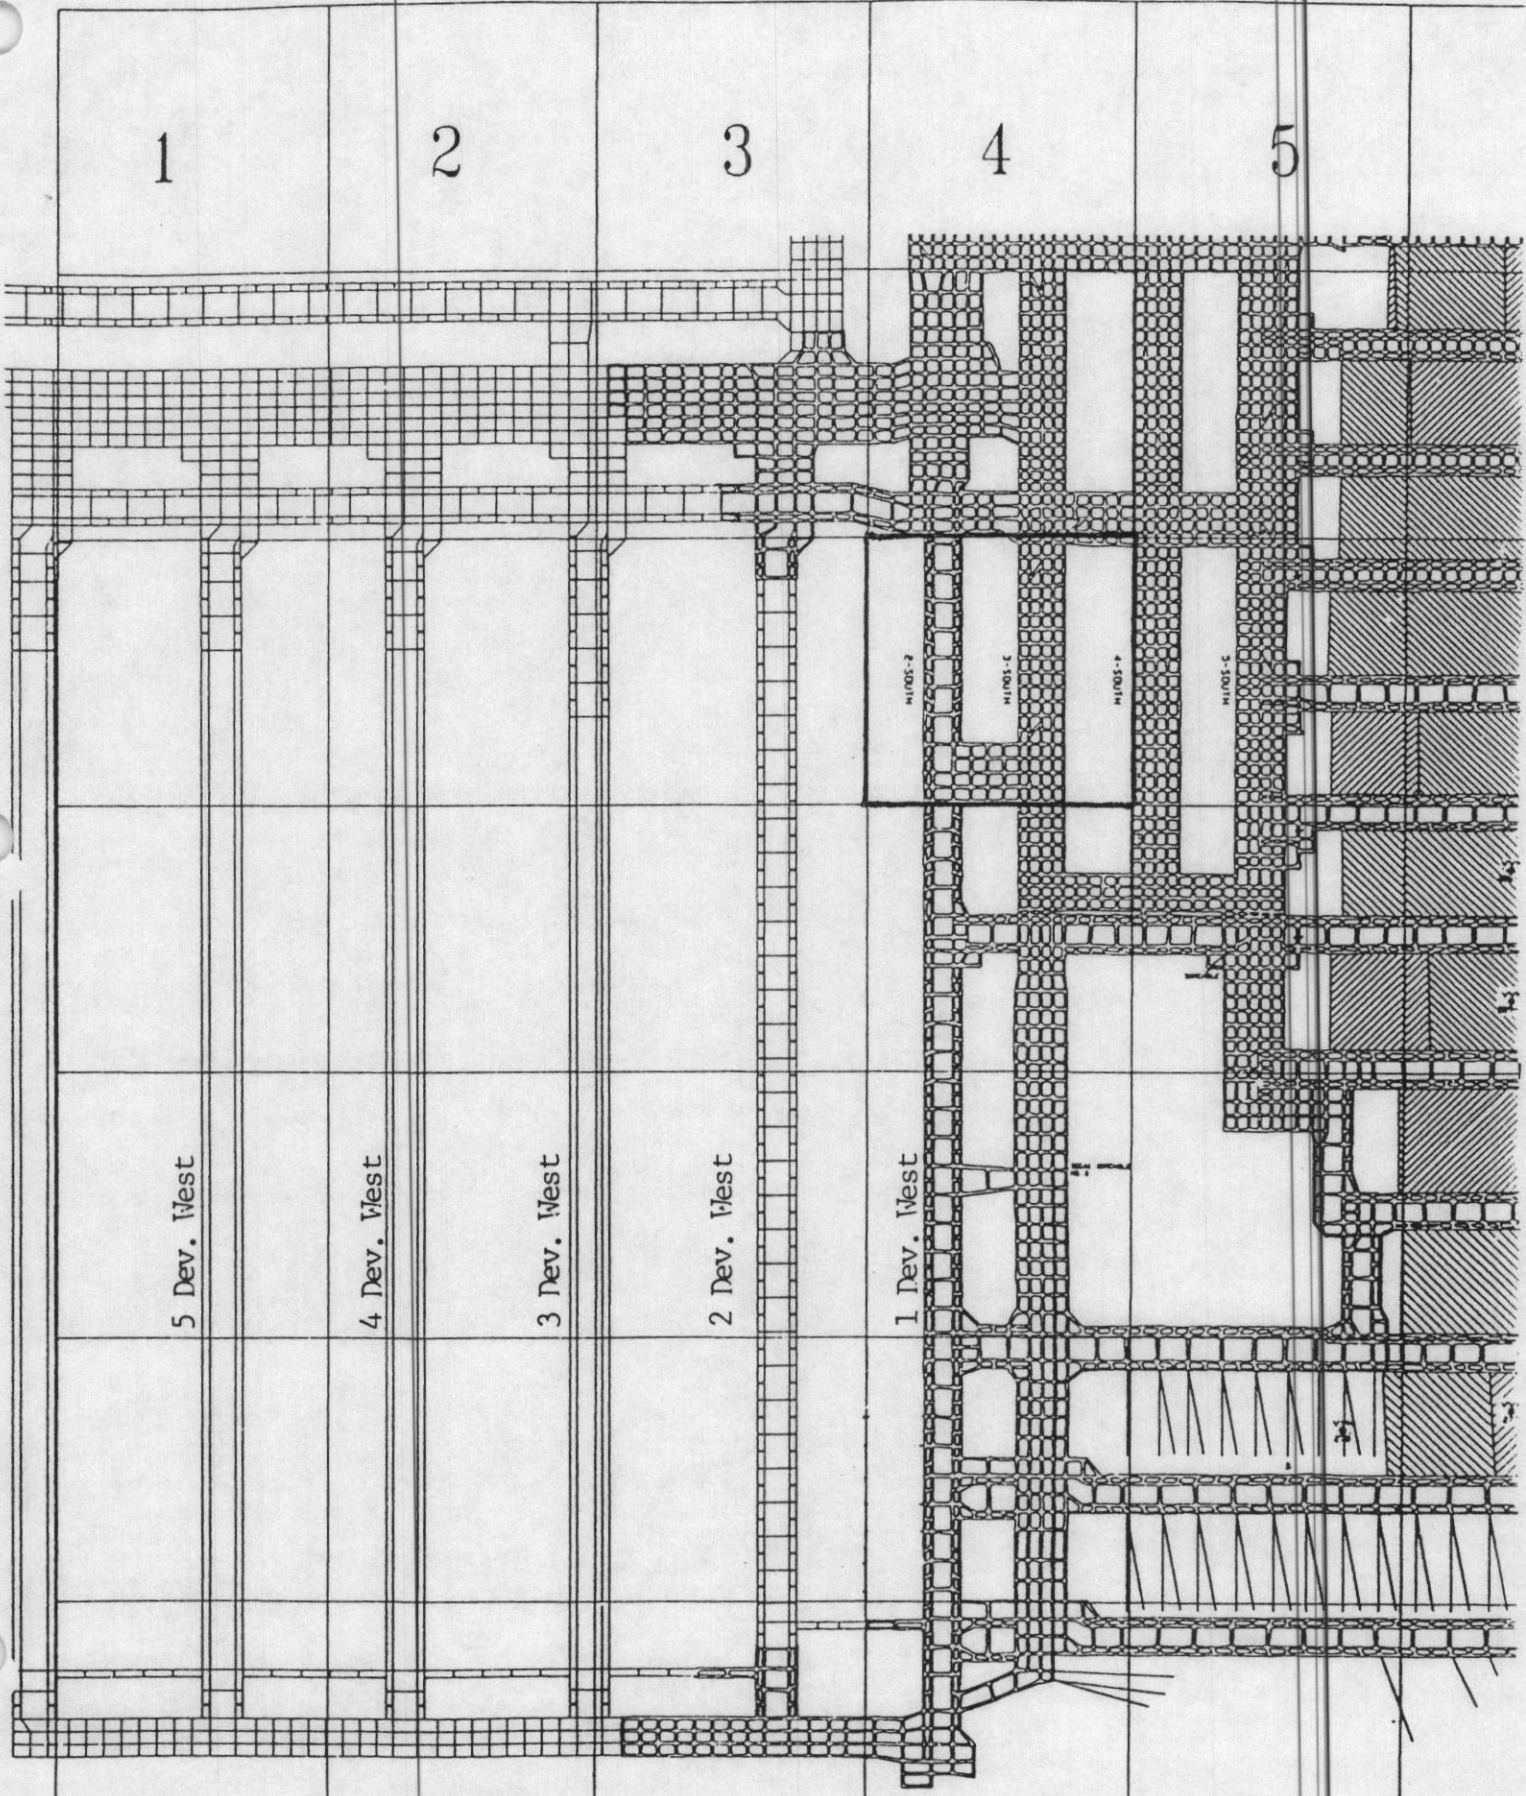 1
2
3
4
5
2-SOUTH
3-SOUTH
4-SOUTH
5-SOUTH
5 Dev. West
4 Dev. West
3 Dev. West
2 Dev. West
1 Dev. West